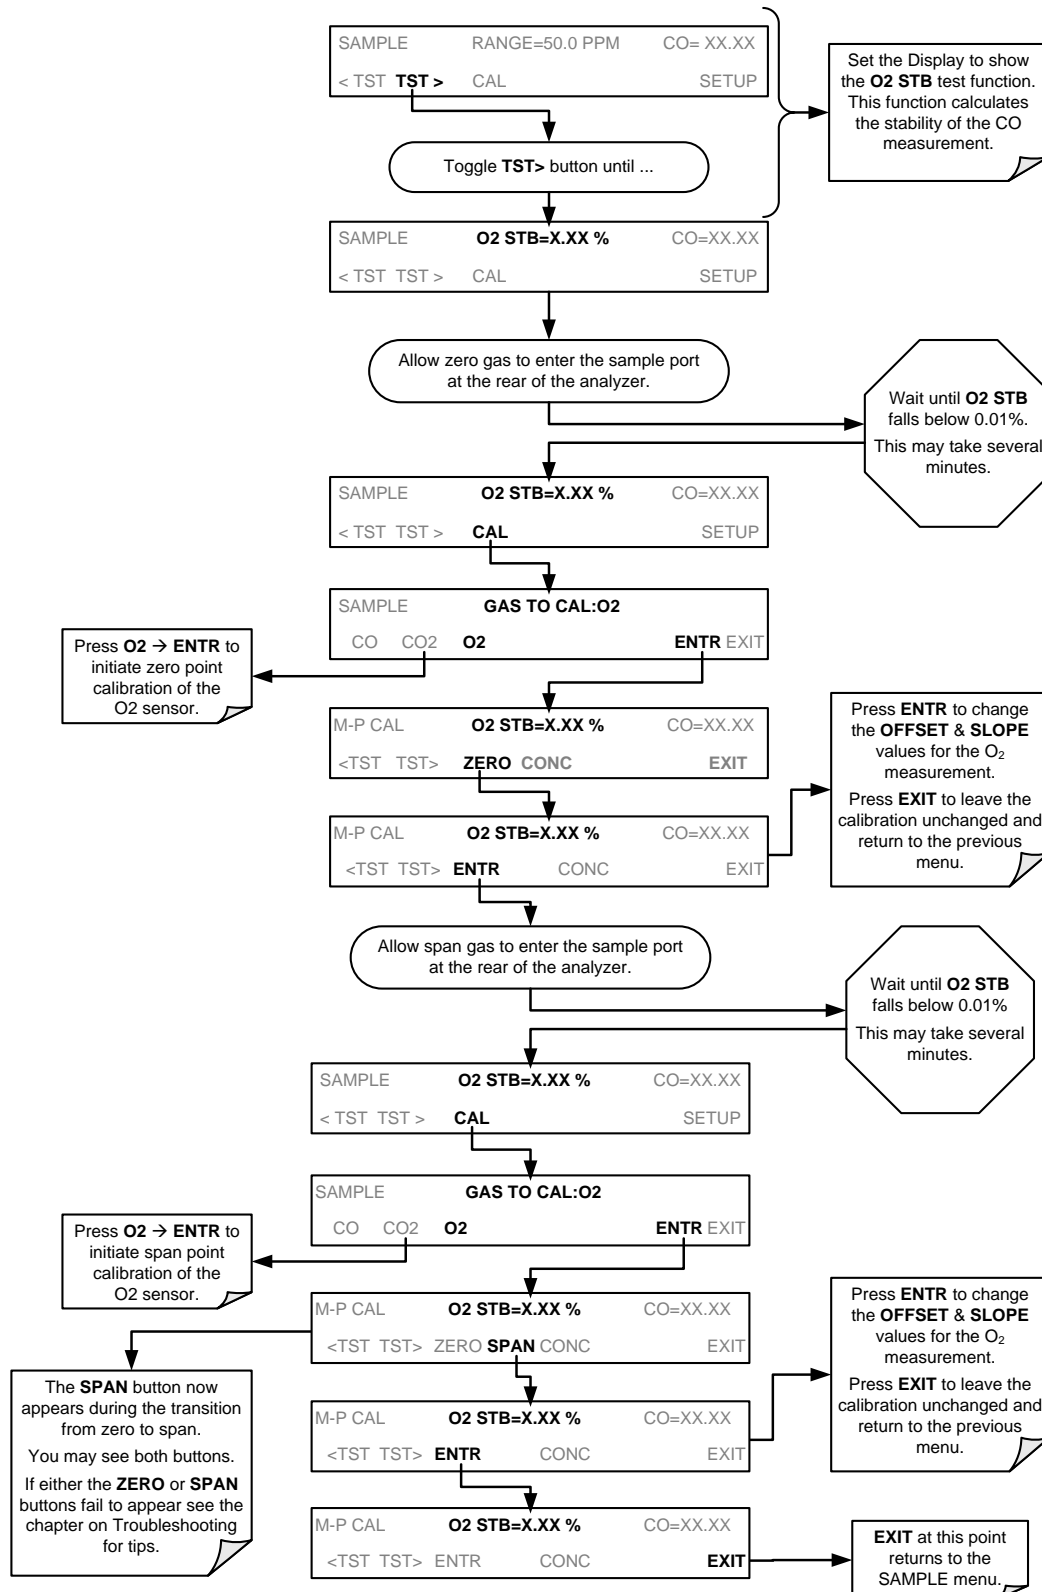 SAMPLE RANGE=50.0 PPM CO= XX.XX
< TST TST > CAL SETUP
Set the Display to show
the O2 STB test function.
This function calculates
the stability of the CO
measurement.
Toggle TST> button until ...
SAMPLE O2 STB=X.XX % CO=XX.XX
< TST TST > CAL SETUP
Allow zero gas to enter the sample port
at the rear of the analyzer.
Wait until O2 STB
falls below 0.01%.
This may take several
minutes.
SAMPLE O2 STB=X.XX % CO=XX.XX
< TST TST > CAL SETUP
SAMPLE GAS TO CAL:O2
CO CO2 O2 ENTR EXIT
Press O2 → ENTR to
initiate zero point
calibration of the
O2 sensor.
M-P CAL O2 STB=X.XX % CO=XX.XX
<TST TST> ZERO CONC EXIT
M-P CAL O2 STB=X.XX % CO=XX.XX
<TST TST> ENTR CONC EXIT
Press ENTR to change
the OFFSET & SLOPE
values for the O₂
measurement.
Press EXIT to leave the
calibration unchanged and
return to the previous
menu.
Allow span gas to enter the sample port
at the rear of the analyzer.
Wait until O2 STB
falls below 0.01%
This may take several
minutes.
SAMPLE O2 STB=X.XX % CO=XX.XX
< TST TST > CAL SETUP
SAMPLE GAS TO CAL:O2
CO CO2 O2 ENTR EXIT
Press O2 → ENTR to
initiate span point
calibration of the
O2 sensor.
M-P CAL O2 STB=X.XX % CO=XX.XX
<TST TST> ZERO SPAN CONC EXIT
The SPAN button now
appears during the transition
from zero to span.
You may see both buttons.
If either the ZERO or SPAN
buttons fail to appear see the
chapter on Troubleshooting
for tips.
M-P CAL O2 STB=X.XX % CO=XX.XX
<TST TST> ENTR CONC EXIT
Press ENTR to change
the OFFSET & SLOPE
values for the O₂
measurement.
Press EXIT to leave the
calibration unchanged and
return to the previous
menu.
M-P CAL O2 STB=X.XX % CO=XX.XX
<TST TST> ENTR CONC EXIT
EXIT at this point
returns to the
SAMPLE menu.